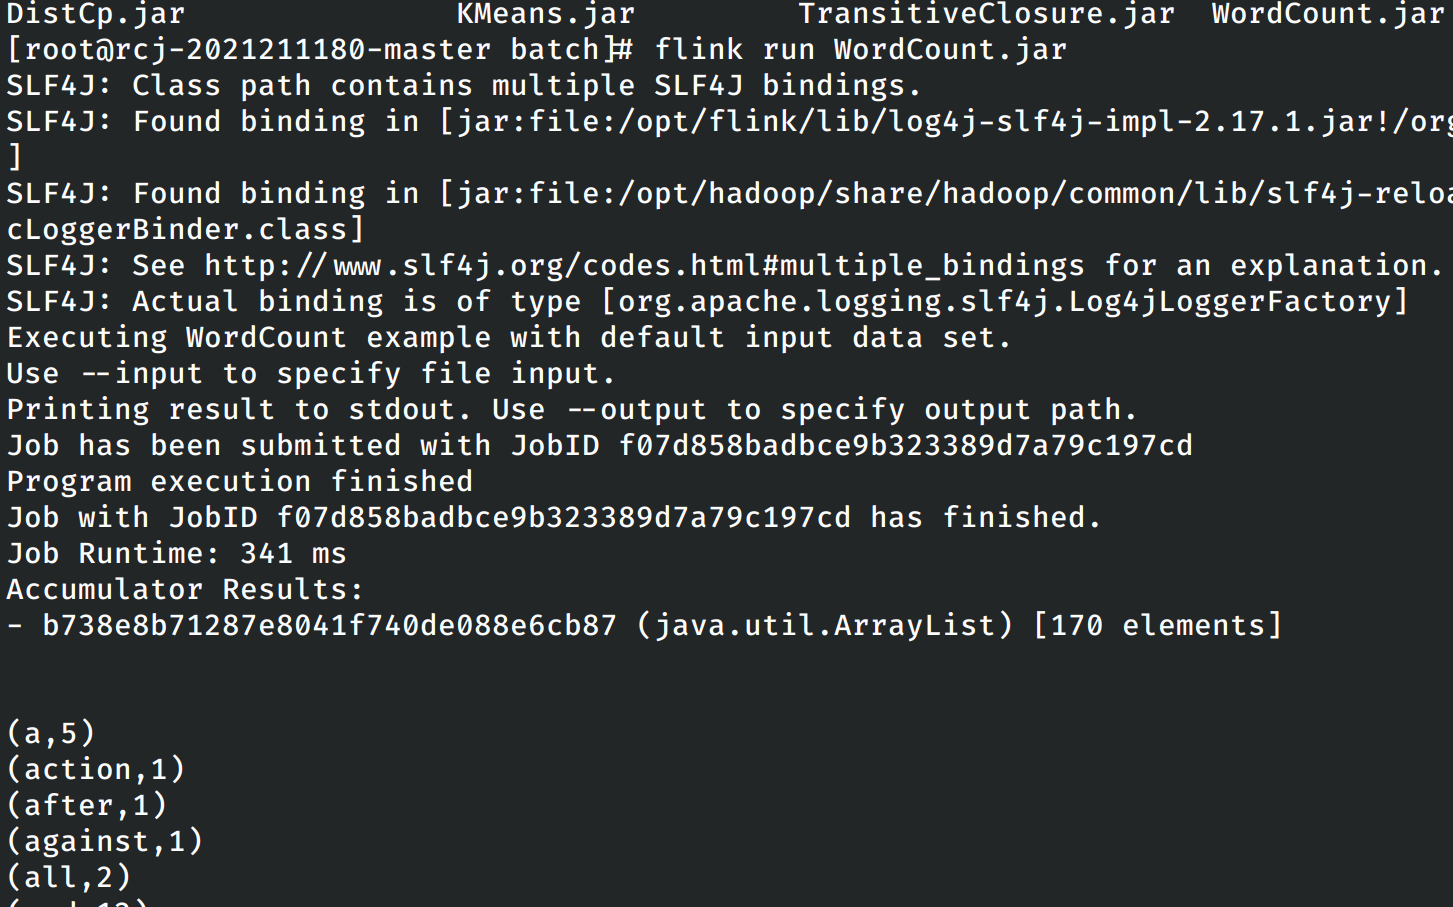 DistCp.jar KMeans.jar TransitiveClosure.jar WordCount.jar
[root@rcj-2021211180-master batch]# flink run WordCount.jar
SLF4J: Class path contains multiple SLF4J bindings.
SLF4J: Found binding in [jar:file:/opt/flink/lib/log4j-slf4j-impl-2.17.1.jar!/org
]
SLF4J: Found binding in [jar:file:/opt/hadoop/share/hadoop/common/lib/slf4j-reloa
cLoggerBinder.class]
SLF4J: See http://www.slf4j.org/codes.html#multiple_bindings for an explanation.
SLF4J: Actual binding is of type [org.apache.logging.slf4j.Log4jLoggerFactory]
Executing WordCount example with default input data set.
Use --input to specify file input.
Printing result to stdout. Use --output to specify output path.
Job has been submitted with JobID f07d858badbce9b323389d7a79c197cd
Program execution finished
Job with JobID f07d858badbce9b323389d7a79c197cd has finished.
Job Runtime: 341 ms
Accumulator Results:
- b738e8b71287e8041f740de088e6cb87 (java.util.ArrayList) [170 elements]
(a,5)
(action,1)
(after,1)
(against,1)
(all,2)